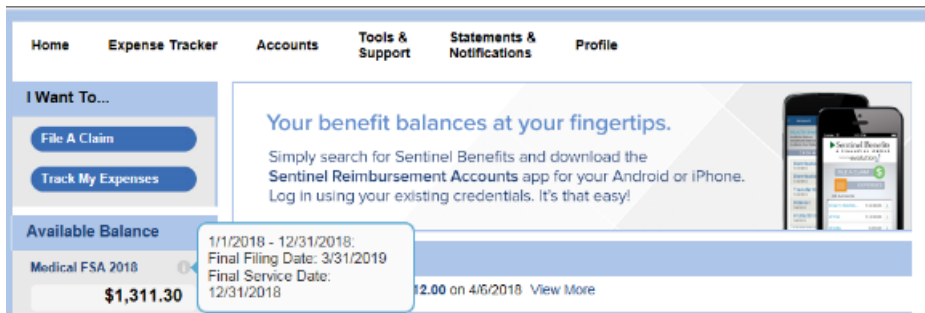 Home
Expense Tracker
Accounts
Tools &
Support
Statements &
Notifications
Profile
I Want To...
File A Claim
Track My Expenses
Your benefit balances at your fingertips.
Simply search for Sentinel Benefits and download the
Sentinel Reimbursement Accounts app for your Android or iPhone.
Log in using your existing credentials. It's that easy!
Sentinel Benefits
Available Balance
Medical FSA 2018
$1,311.30
1/1/2018 - 12/31/2018:
Final Filing Date: 3/31/2019
Final Service Date:
12/31/2018
12.00 on 4/6/2018 View More